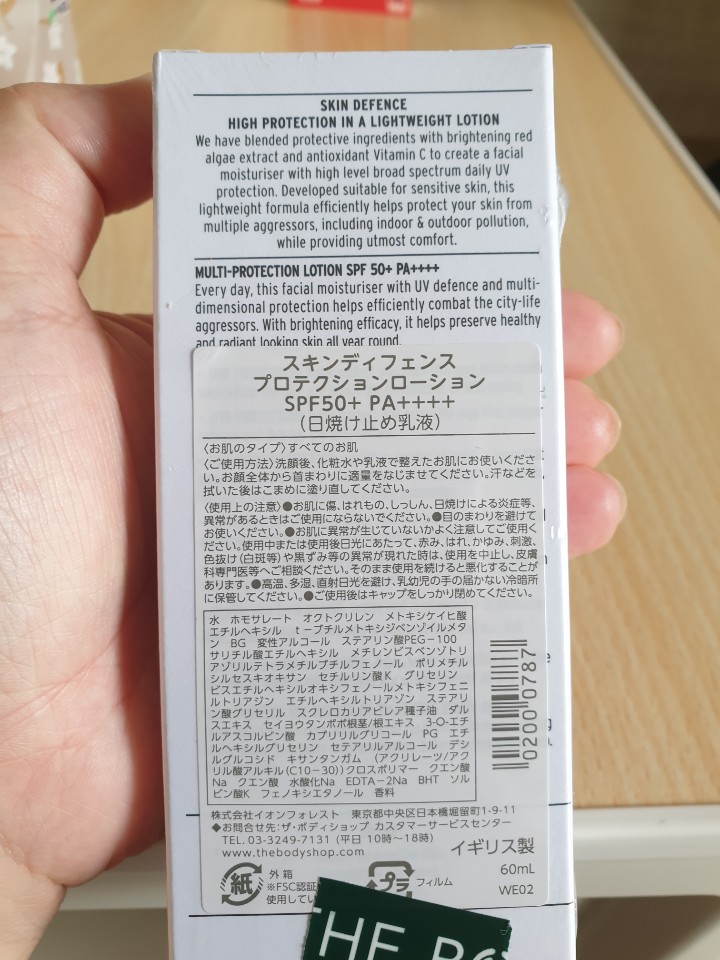 SKIN DEFENCE
HIGH PROTECTION IN A LIGHTWEIGHT LOTION
We have blended protective ingredients with brightening red
algae extract and antioxidant Vitamin C to create a facial
moisturiser with high level broad spectrum daily UV
protection. Developed suitable for sensitive skin, this
lightweight formula efficiently helps protect your skin from
multiple aggressors, including indoor & outdoor pollution,
while providing utmost comfort.
MULTI-PROTECTION LOTION SPF 50+ PA++++
Every day, this facial moisturiser with UV defence and multi-
dimensional protection helps efficiently combat the city-life
aggressors. With brightening efficacy, it helps preserve healthy
and radiant looking skin all year round.
スキンディフェンス
プロテクションローション
SPF50+ PA++++
（日焼け止め乳液）
〈お肌のタイプ〉すべてのお肌
〈ご使用方法〉洗顔後、化粧水や乳液で整えたお肌にお使いくださ
い。お顔全体から首まわりに適量をなじませてください。汗などを
拭いた後はこまめに塗り直してください。
〈使用上の注意〉●お肌に傷、はれもの、しっしん、日焼けによる炎症等、
異常があるときはご使用にならないでください。●目のまわりを避けて
お使いください。●お肌に異常が生じていないかよく注意してご使用く
ださい。使用中または使用後日光にあたって、赤み、はれ、かゆみ、刺激、
色抜け（白斑等）や黒ずみ等の異常が現れた時は、使用を中止し、皮膚
科専門医等へご相談ください。そのまま使用を続けると悪化することが
あります。●高温、多湿、直射日光を避け、乳幼児の手の届かない冷暗所
に保管してください。●ご使用後はキャップをしっかり閉めてください。
水 ホモサレート オクトクリレン メトキシケイヒ酸
エチルヘキシル t－ブチルメトキシジベンゾイルメタ
ン BG 変性アルコール ステアリン酸PEG－100
サリチル酸エチルヘキシル メチレンビスベンゾトリ
アゾリルテトラメチルブチルフェノール ポリメチル
シルセスキオキサン セチルリン酸K グリセリン
ビスエチルヘキシルオキシフェノールメトキシフェニ
ルトリアジン エチルヘキシルトリアゾン ステアリ
ン酸グリセリル スクレロカリアビレア種子油 ダル
スエキス セイヨウタンポポ根茎/根エキス 3-O-エチ
ルアスコルビン酸 カプリリルグリコール PG エチ
ルヘキシルグリセリン セテアリルアルコール デシ
ルグルコシド キサンタンガム （アクリレーツ/アク
リル酸アルキル（C10－30））クロスポリマー クエン酸
Na クエン酸 水酸化Na EDTA－2Na BHT ソル
ビン酸K フェノキシエタノール 香料
0200 0787
株式会社イオンフォレスト 東京都中央区日本橋堀留町1-9-11
◆お問合せ先：ザ・ボディショップ カスタマーサービスセンター
TEL. 03-3249-7131（平日 10時～18時）
www.thebodyshop.com
イギリス製
60mL
WE02
紙
外箱
※FSC認証
使用してい
プラ
フィルム
THE BO